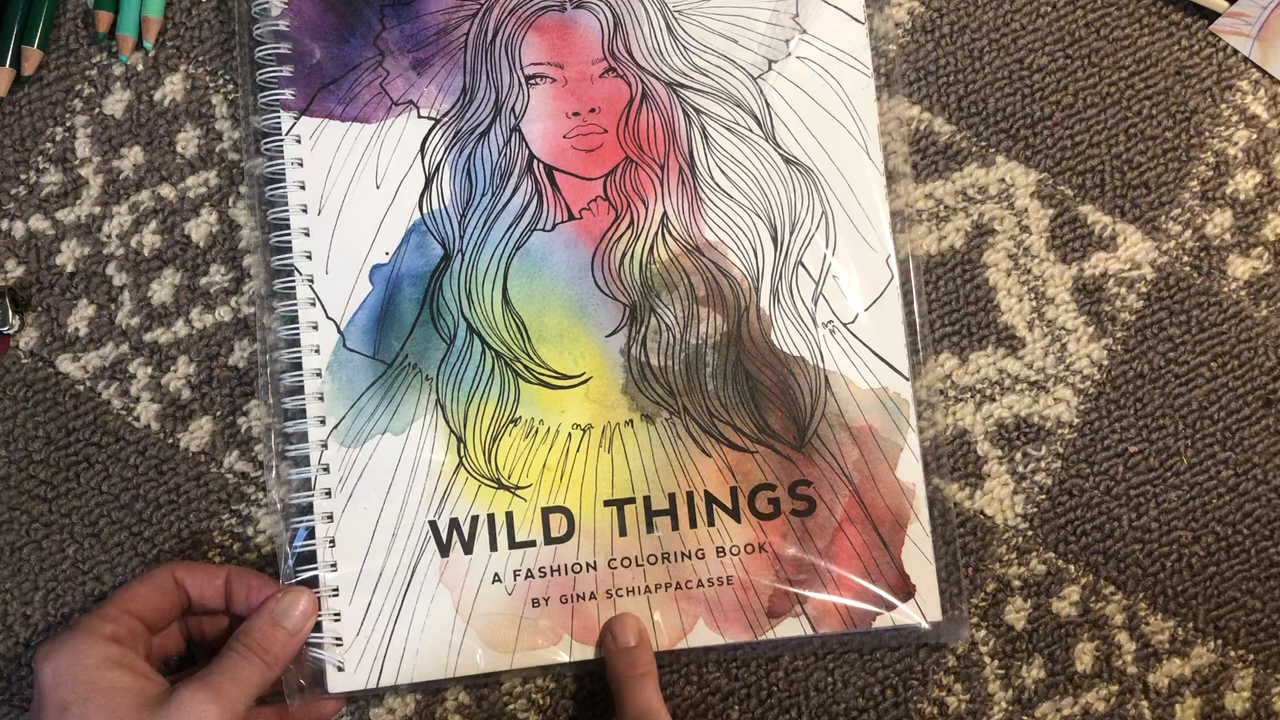 WILD THINGS
A FASHION COLORING BOOK
BY GINA SCHIAPPACASSE